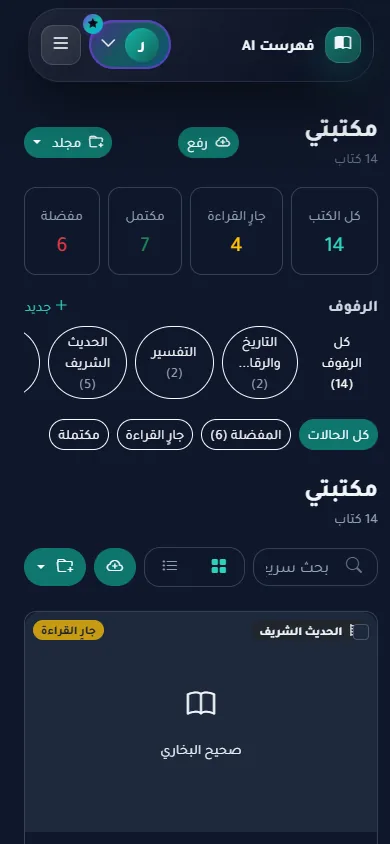 فهرست AI
ر
مكتبتي
14 كتاب
رفع
مجلد
كل الكتب
14
جارٍ القراءة
4
مكتمل
7
مفضلة
6
الرفوف
+ جديد
كل
الرفوف
(14)
التاريخ
والرقا...
(2)
التفسير
(2)
الحديث
الشريف
(5)
كل الحالات
المفضلة (6)
جارٍ القراءة
مكتملة
مكتبتي
14 كتاب
بحث سريع
الحديث الشريف
جارٍ القراءة
صحيح البخاري